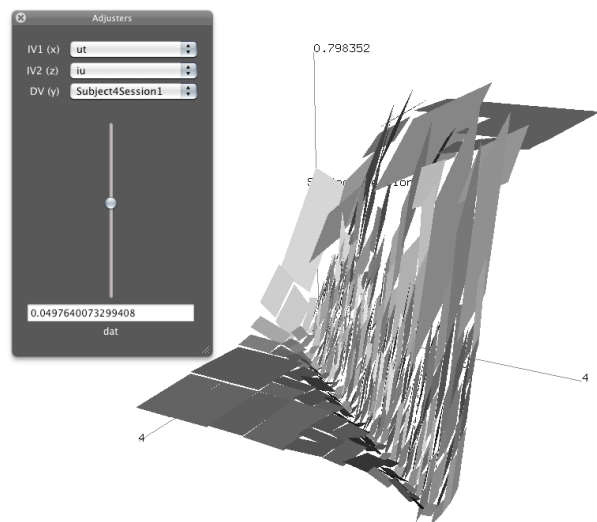 Adjusters
IV1 (x) ut
IV2 (z) iu
DV (y) Subject4Session1
0.0497640073299408
dat
0.798352
4
4